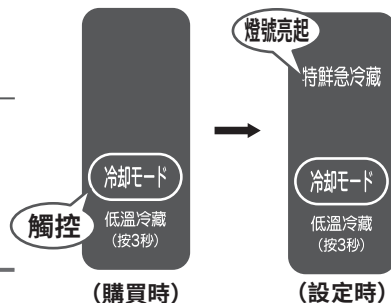 冷却モード
觸控
低溫冷藏
(按3秒)
(購買時)
燈號亮起
特鮮急冷藏
冷却モード
低溫冷藏
(按3秒)
(設定時)